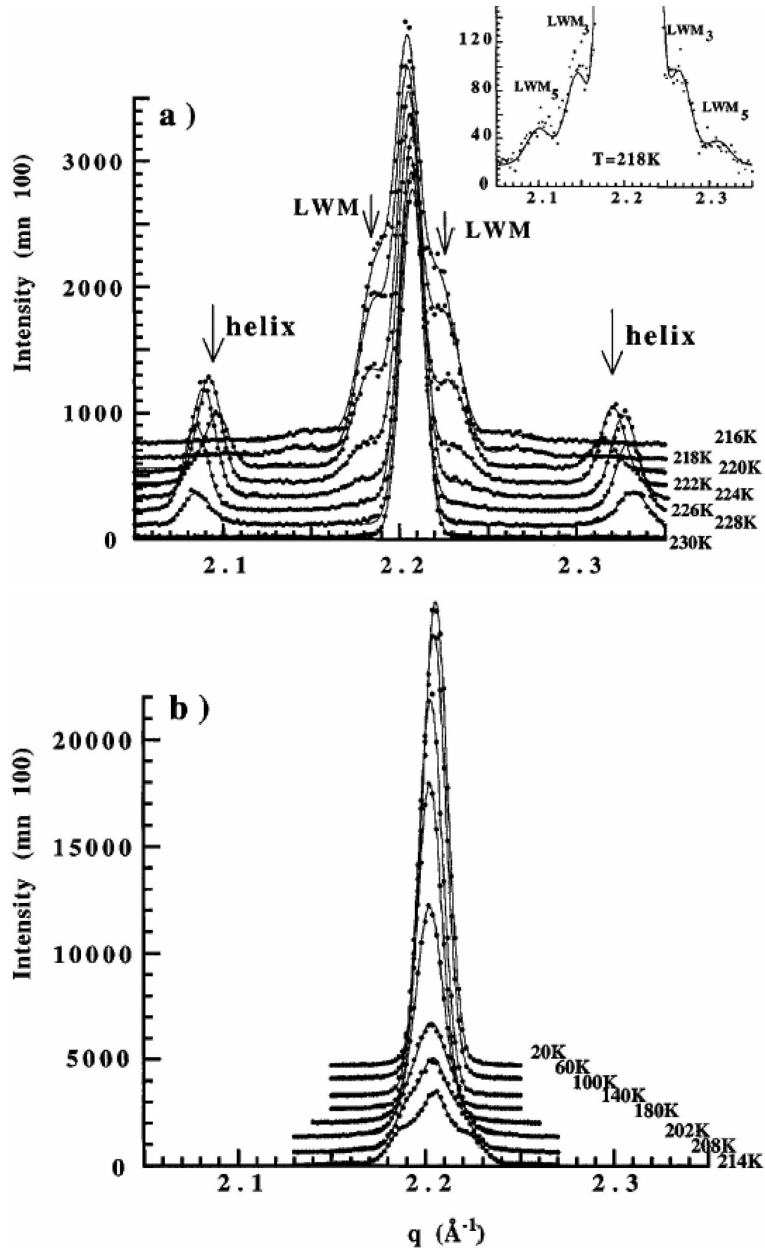 a )
Intensity (mn 100)
3000
2000
1000
0
LWM
LWM
helix
helix
216K
218K
220K
222K
224K
226K
228K
230K
2.1
2.2
2.3
120
80
40
0
LWM3
LWM3
LWM5
LWM5
T=218K
2.1
2.2
2.3
b )
Intensity (mn 100)
20000
15000
10000
5000
0
20K
60K
100K
140K
180K
202K
208K
214K
2.1
2.2
2.3
q (Å-1)